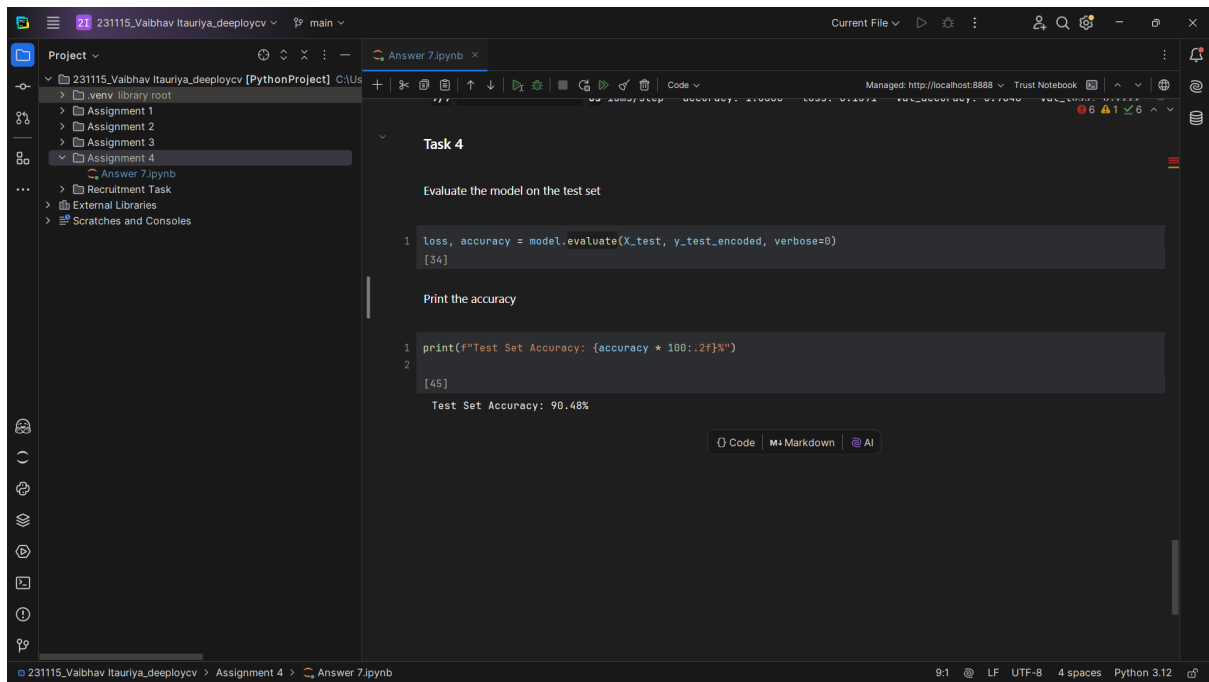 2I 231115_Vaibhav Itauriya_deeploycv main Current File
Project
Answer 7.ipynb
231115_Vaibhav Itauriya_deeploycv [PythonProject] C:\Us
.venv library root
Assignment 1
Assignment 2
Assignment 3
Assignment 4
Answer 7.ipynb
Recruitment Task
External Libraries
Scratches and Consoles
Code Managed: http://localhost:8888 Trust Notebook
6 1 6
Task 4
Evaluate the model on the test set
1 loss, accuracy = model.evaluate(X_test, y_test_encoded, verbose=0)
[34]
Print the accuracy
1 print(f"Test Set Accuracy: {accuracy * 100:.2f}%")
2
[45]
Test Set Accuracy: 90.48%
{} Code M↓ Markdown AI
231115_Vaibhav Itauriya_deeploycv > Assignment 4 > Answer 7.ipynb 9:1 LF UTF-8 4 spaces Python 3.12